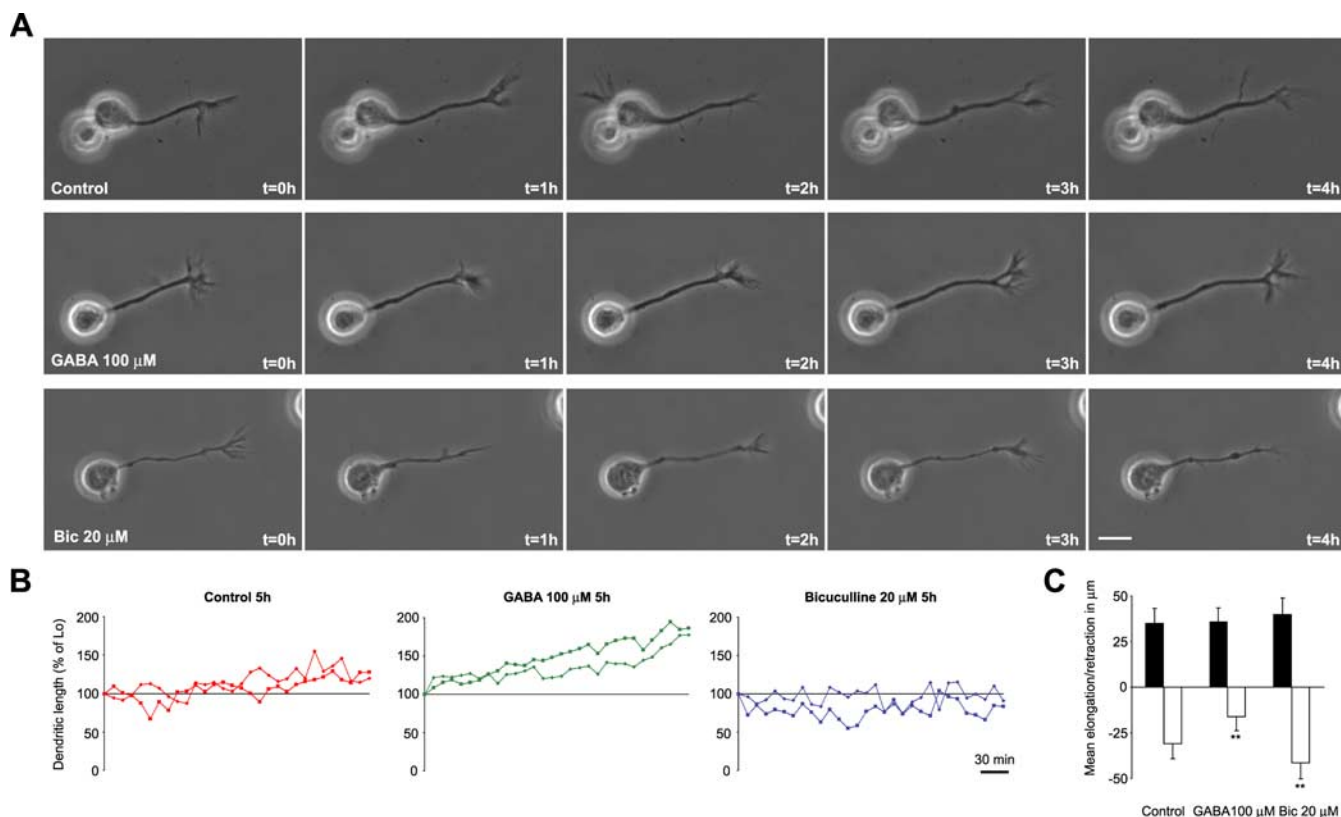 A
Control t=0h t=1h t=2h t=3h t=4h
GABA 100 µM t=0h t=1h t=2h t=3h t=4h
Bic 20 µM t=0h t=1h t=2h t=3h t=4h
B
Control 5h
GABA 100 µM 5h
Bicuculline 20 µM 5h
Dendritic length (% of Lo)
200
150
100
50
0
200
150
100
50
0
200
150
100
50
0
30 min
C
Mean elongation/retraction in µm
50
25
0
-25
-50
**
**
Control GABA100 µM Bic 20 µM